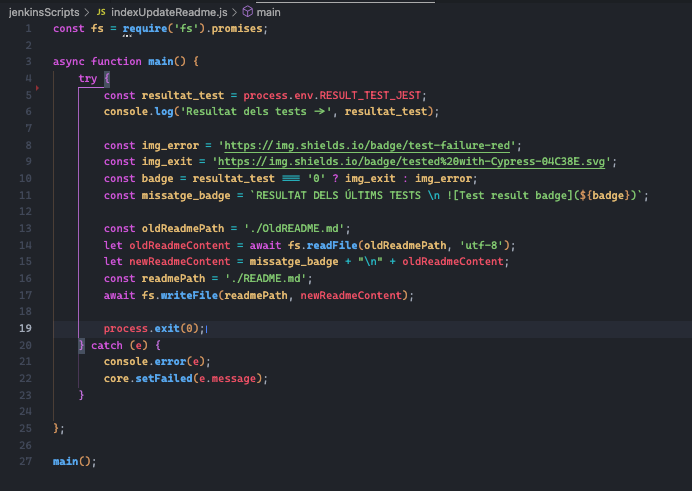 jenkinsScripts > JS indexUpdateReadme.js > main
1 const fs = require('fs').promises;
2
3 async function main() {
4 try {
5 const resultat_test = process.env.RESULT_TEST_JEST;
6 console.log('Resultat dels tests ->', resultat_test);
7
8 const img_error = 'https://img.shields.io/badge/test-failure-red';
9 const img_exit = 'https://img.shields.io/badge/tested%20with-Cypress-04C38E.svg';
10 const badge = resultat_test === '0' ? img_exit : img_error;
11 const missatge_badge = `RESULTAT DELS ÚLTIMS TESTS \n ![Test result badge](${badge})`;
12
13 const oldReadmePath = './OldREADME.md';
14 let oldReadmeContent = await fs.readFile(oldReadmePath, 'utf-8');
15 let newReadmeContent = missatge_badge + "\n" + oldReadmeContent;
16 const readmePath = './README.md';
17 await fs.writeFile(readmePath, newReadmeContent);
18
19 process.exit(0);
20 } catch (e) {
21 console.error(e);
22 core.setFailed(e.message);
23 }
24
25 };
26
27 main();